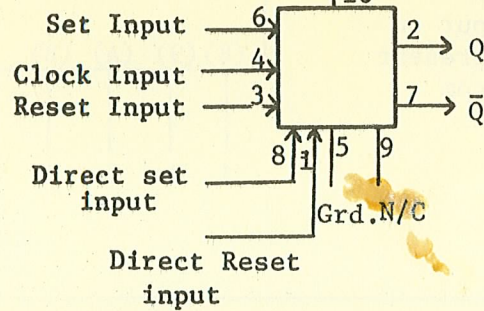 Set Input
6
2
Q
Clock Input
4
Reset Input
3
7
Q̅
8
1
5
9
Direct set
input
Grd.N/C
Direct Reset
input